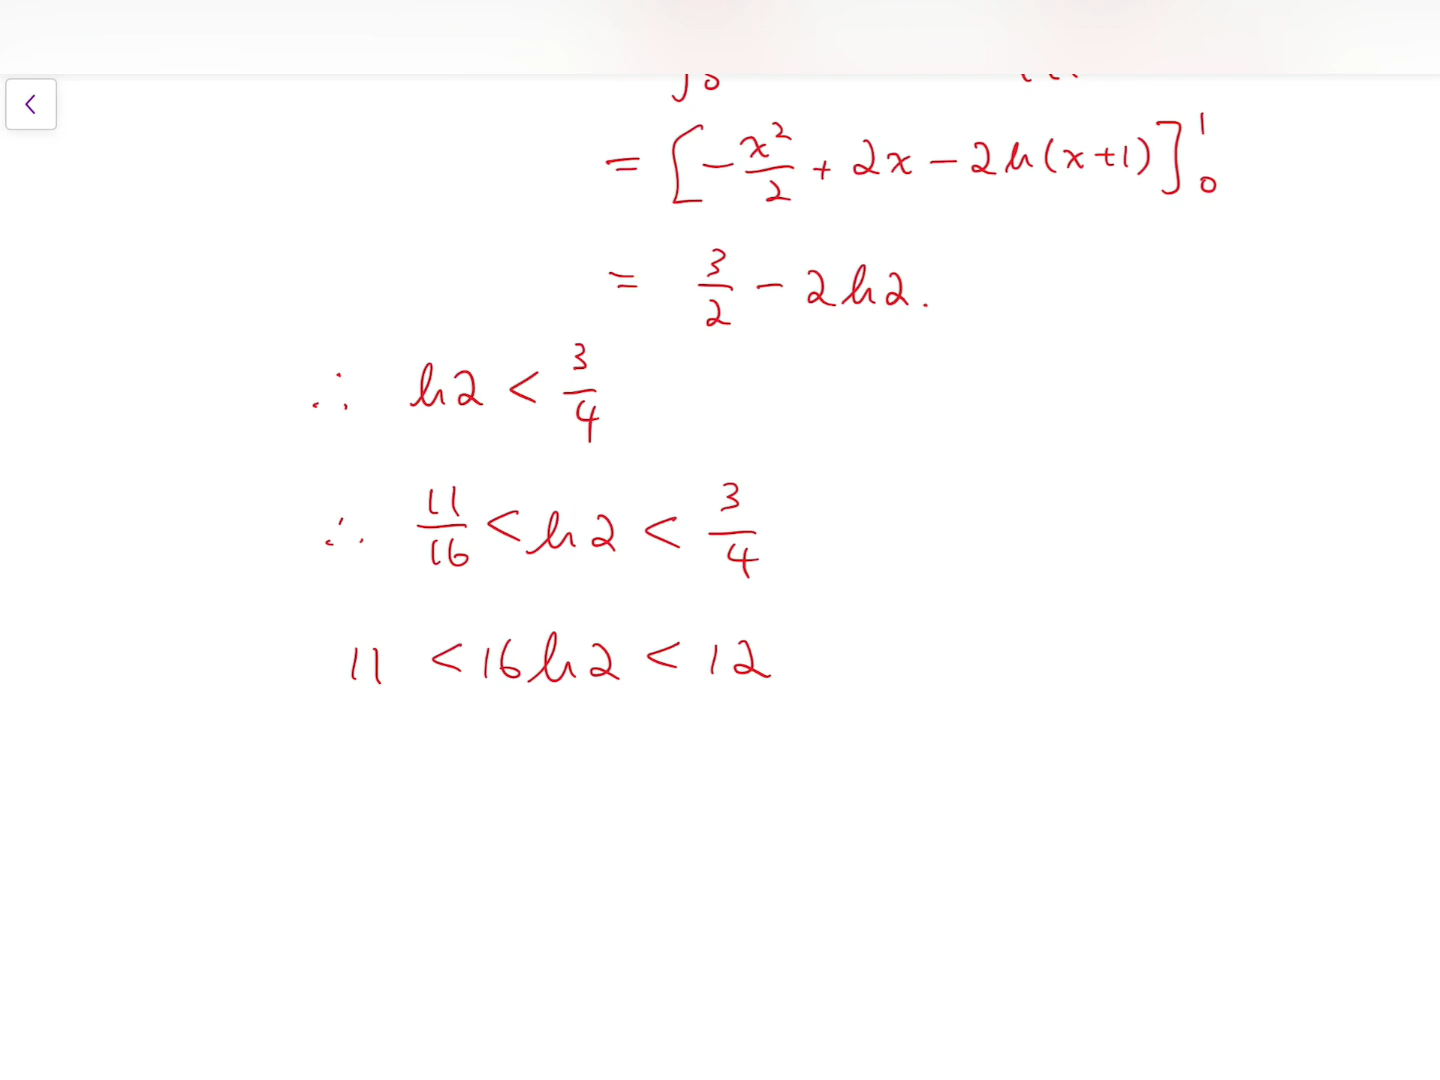 = [-x²/2 + 2x - 2ln(x+1)]₀¹
= 3/2 - 2ln2.
∴ ln2 < 3/4
∴ 11/16 < ln2 < 3/4
11 < 16ln2 < 12